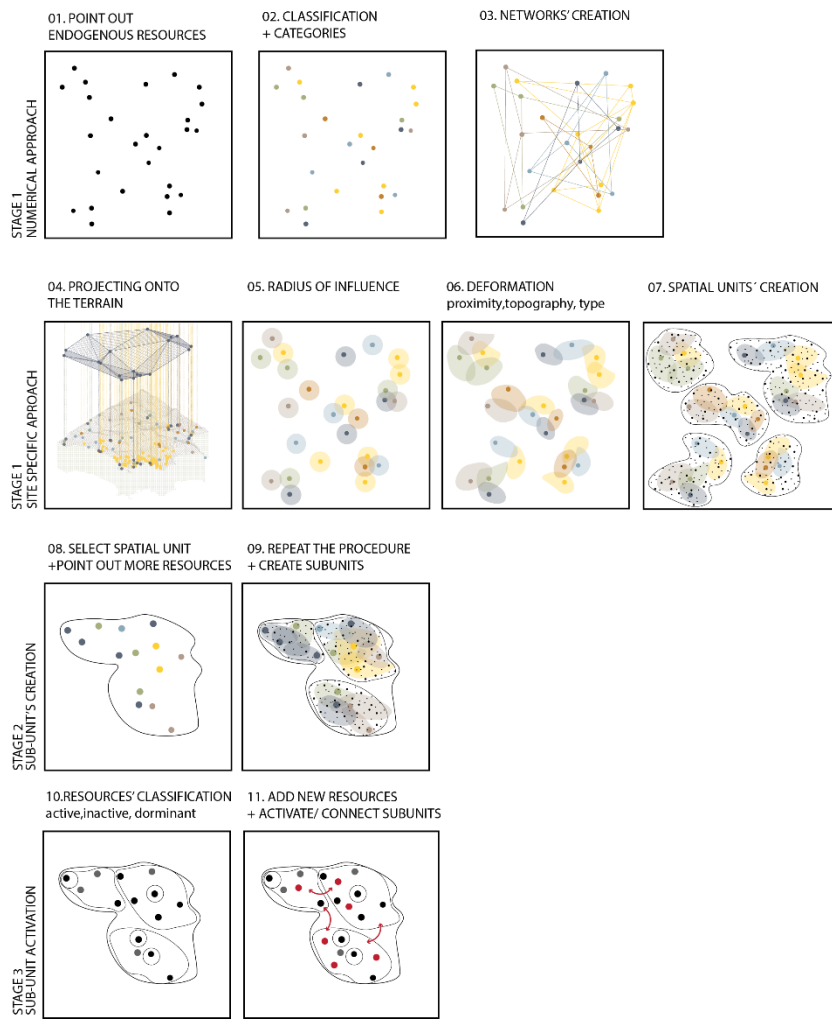 01. POINT OUT
ENDOGENOUS RESOURCES
02. CLASSIFICATION
+ CATEGORIES
03. NETWORKS' CREATION
STAGE 1
NUMERICAL APPROACH
04. PROJECTING ONTO
THE TERRAIN
05. RADIUS OF INFLUENCE
06. DEFORMATION
proximity,topography, type
07. SPATIAL UNITS´ CREATION
STAGE 1
SITE SPECIFIC APROACH
08. SELECT SPATIAL UNIT
+POINT OUT MORE RESOURCES
09. REPEAT THE PROCEDURE
+ CREATE SUBUNITS
STAGE 2
SUB-UNIT'S CREATION
10.RESOURCES' CLASSIFICATION
active,inactive, dorminant
11. ADD NEW RESOURCES
+ ACTIVATE/ CONNECT SUBUNITS
STAGE 3
SUB-UNIT ACTIVATION